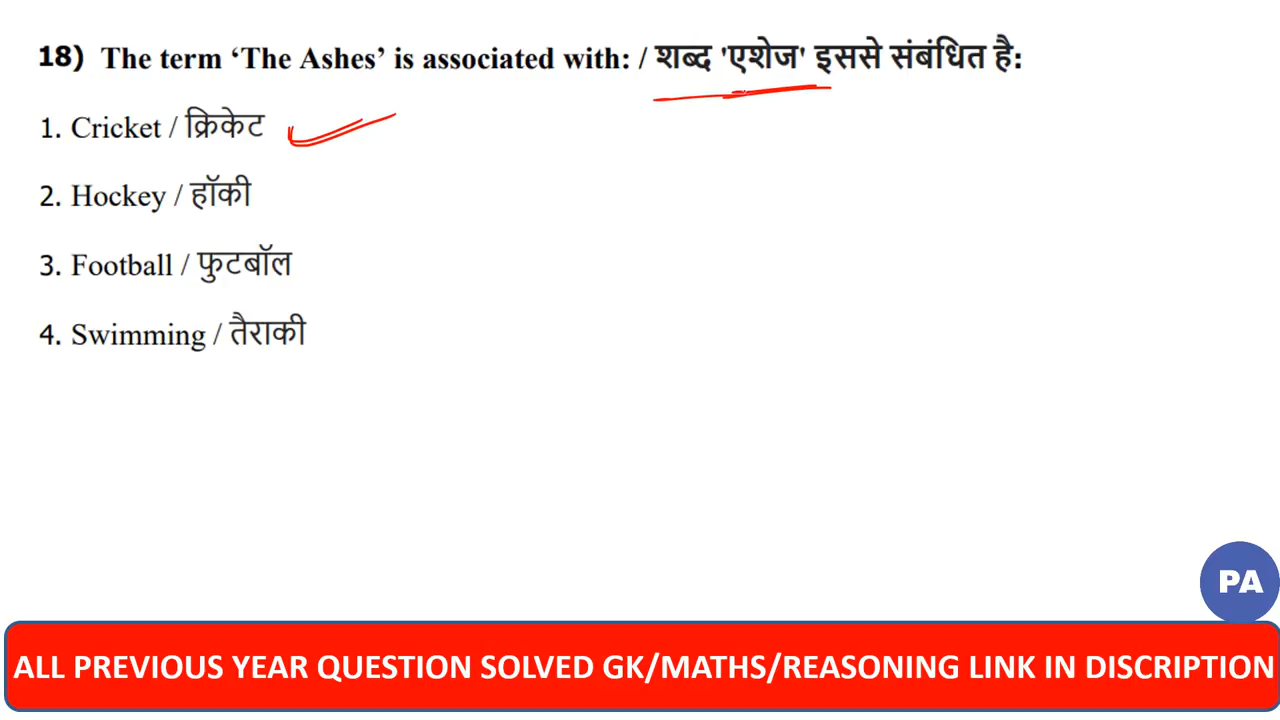 18) The term ‘The Ashes’ is associated with: / शब्द 'एशेज' इससे संबंधित है:
1. Cricket / क्रिकेट
2. Hockey / हॉकी
3. Football / फुटबॉल
4. Swimming / तैराकी
PA
ALL PREVIOUS YEAR QUESTION SOLVED GK/MATHS/REASONING LINK IN DISCRIPTION